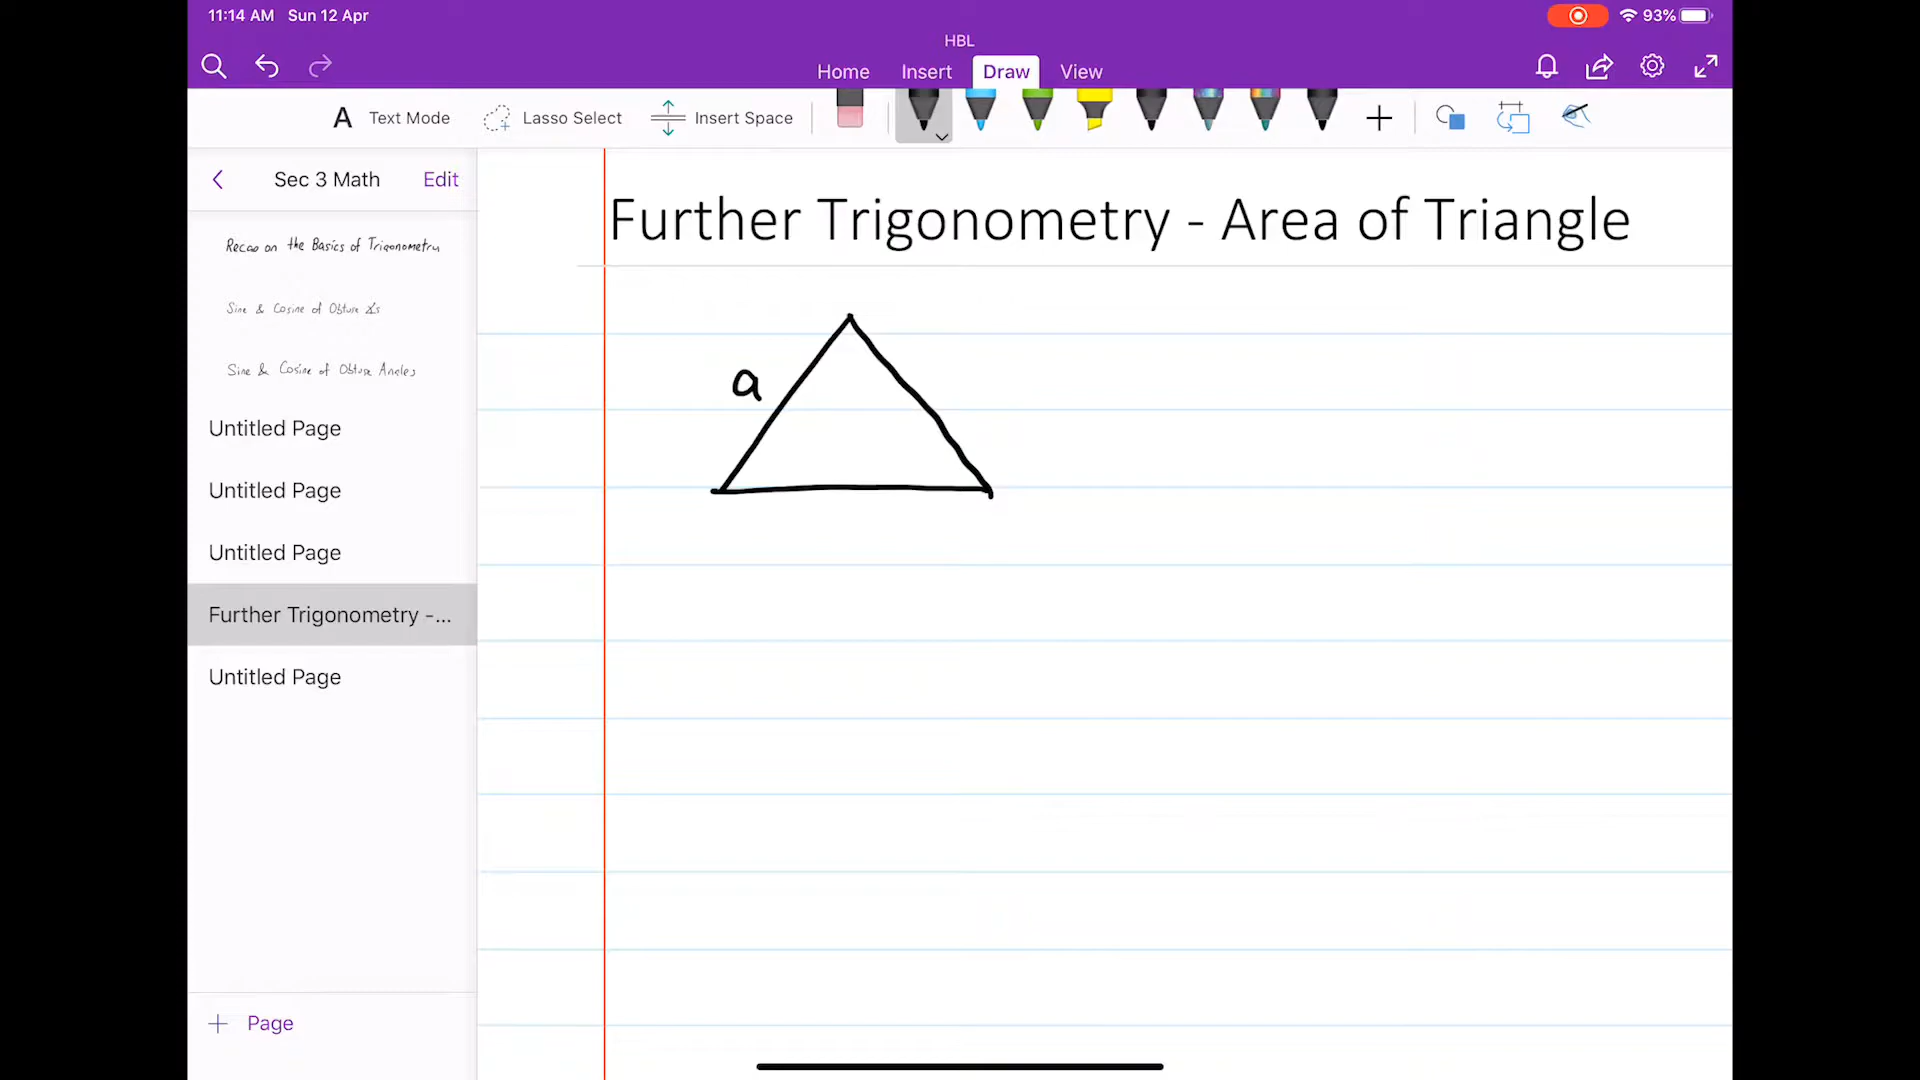 11:14 AM Sun 12 Apr
93%
HBL
Home Insert Draw View
A Text Mode Lasso Select Insert Space
Sec 3 Math Edit
Recap on the Basics of Trigonometry
Sine & Cosine of Obtuse ∠s
Sine & Cosine of Obtuse Angles
Untitled Page
Untitled Page
Untitled Page
Further Trigonometry -...
Untitled Page
+ Page
Further Trigonometry - Area of Triangle
a